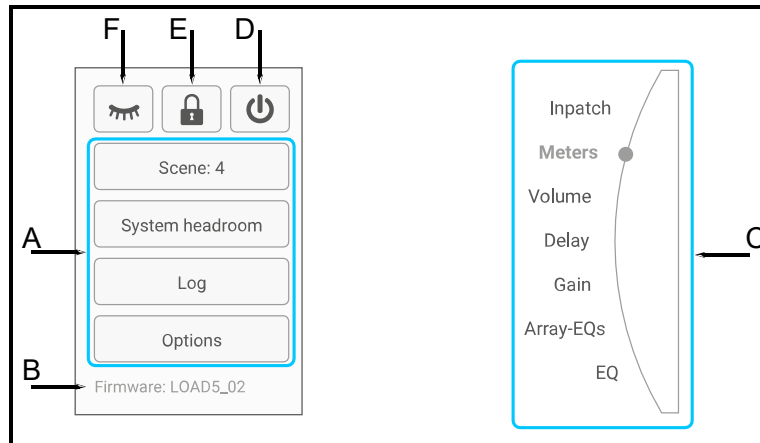 F
E
D
Scene: 4
System headroom
A
Log
Options
B
Firmware: LOAD5_02
Inpatch
Meters
Volume
Delay
C
Gain
Array-EQs
EQ